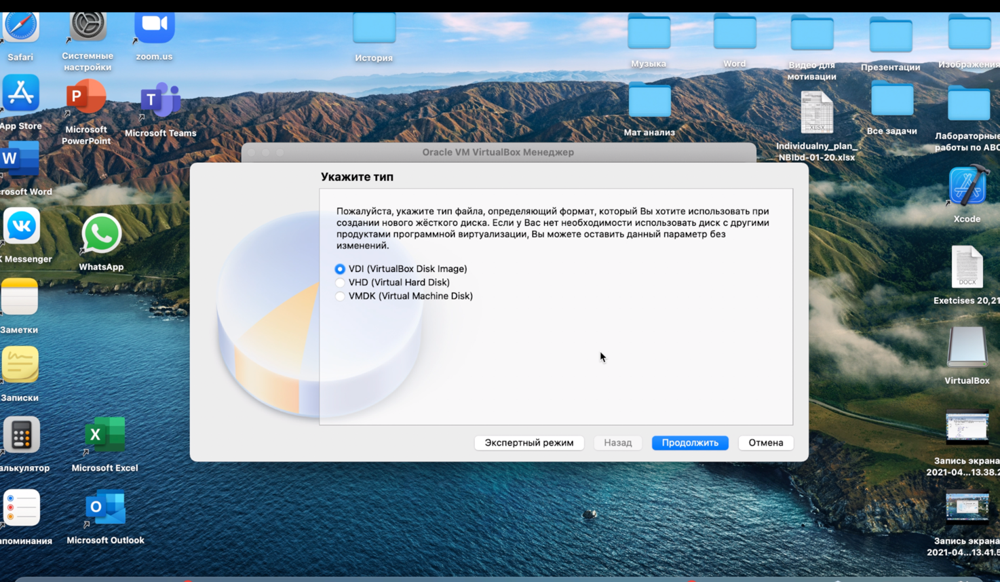 Safari
Системные
настройки
zoom.us
История
Музыка
Word
Видео для
мотивации
Презентации
Изображения
App Store
Microsoft
PowerPoint
Microsoft Teams
Мат анализ
XLSX
Individualny_plan_
NBIbd-01-20.xlsx
Все задачи
Лабораторные
работы по АВС
Oracle VM VirtualBox Менеджер
Укажите тип
Пожалуйста, укажите тип файла, определяющий формат, который Вы хотите использовать при
создании нового жёсткого диска. Если у Вас нет необходимости использовать диск с другими
продуктами программной виртуализации, Вы можете оставить данный параметр без
изменений.
VDI (VirtualBox Disk Image)
VHD (Virtual Hard Disk)
VMDK (Virtual Machine Disk)
Экспертный режим
Назад
Продолжить
Отмена
W
rosoft Word
Messenger
WhatsApp
Заметки
Записки
алькулятор
X
Microsoft Excel
апоминания
O
Microsoft Outlook
Xcode
DOCX
Exetcises 20,21
VirtualBox
Запись экрана
2021-04...13.38.2
Запись экрана
2021-04...13.41.5